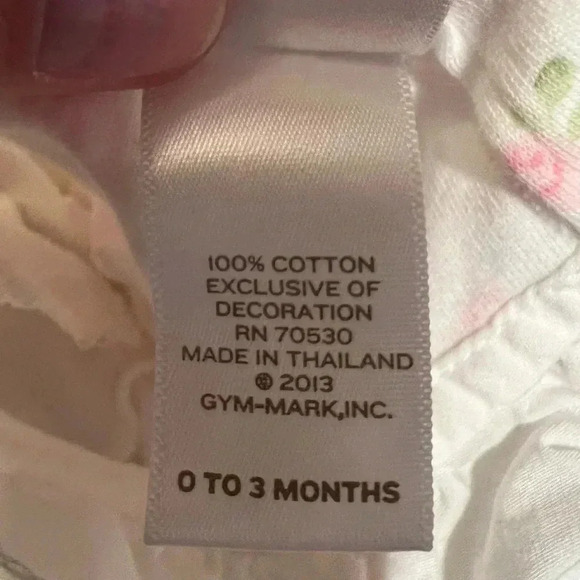 100% COTTON
EXCLUSIVE OF
DECORATION
RN 70530
MADE IN THAILAND
© 2013
GYM-MARK,INC.
0 TO 3 MONTHS